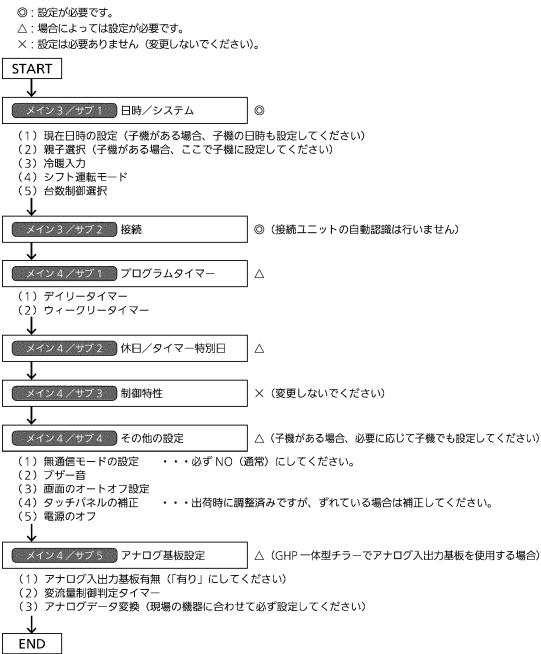 ◎：設定が必要です。
△：場合によっては設定が必要です。
×：設定は必要ありません（変更しないでください）。
START
メイン3／サブ1 日時／システム ◎
（1）現在日時の設定（子機がある場合、子機の日時も設定してください）
（2）親子選択（子機がある場合、ここで子機に設定してください）
（3）冷暖入力
（4）シフト運転モード
（5）台数制御選択
メイン3／サブ2 接続 ◎（接続ユニットの自動認識は行いません）
メイン4／サブ1 プログラムタイマー △
（1）デイリータイマー
（2）ウィークリータイマー
メイン4／サブ2 休日／タイマー特別日 △
メイン4／サブ3 制御特性 ×（変更しないでください）
メイン4／サブ4 その他の設定 △（子機がある場合、必要に応じて子機でも設定してください）
（1）無通信モードの設定 ・・・必ずNO（通常）にしてください。
（2）ブザー音
（3）画面のオートオフ設定
（4）タッチパネルの補正 ・・・出荷時に調整済みですが、ずれている場合は補正してください。
（5）電源のオフ
メイン4／サブ5 アナログ基板設定 △（GHP一体型チラーでアナログ入出力基板を使用する場合）
（1）アナログ入出力基板有無（「有り」にしてください）
（2）変流量制御判定タイマー
（3）アナログデータ変換（現場の機器に合わせて必ず設定してください）
END